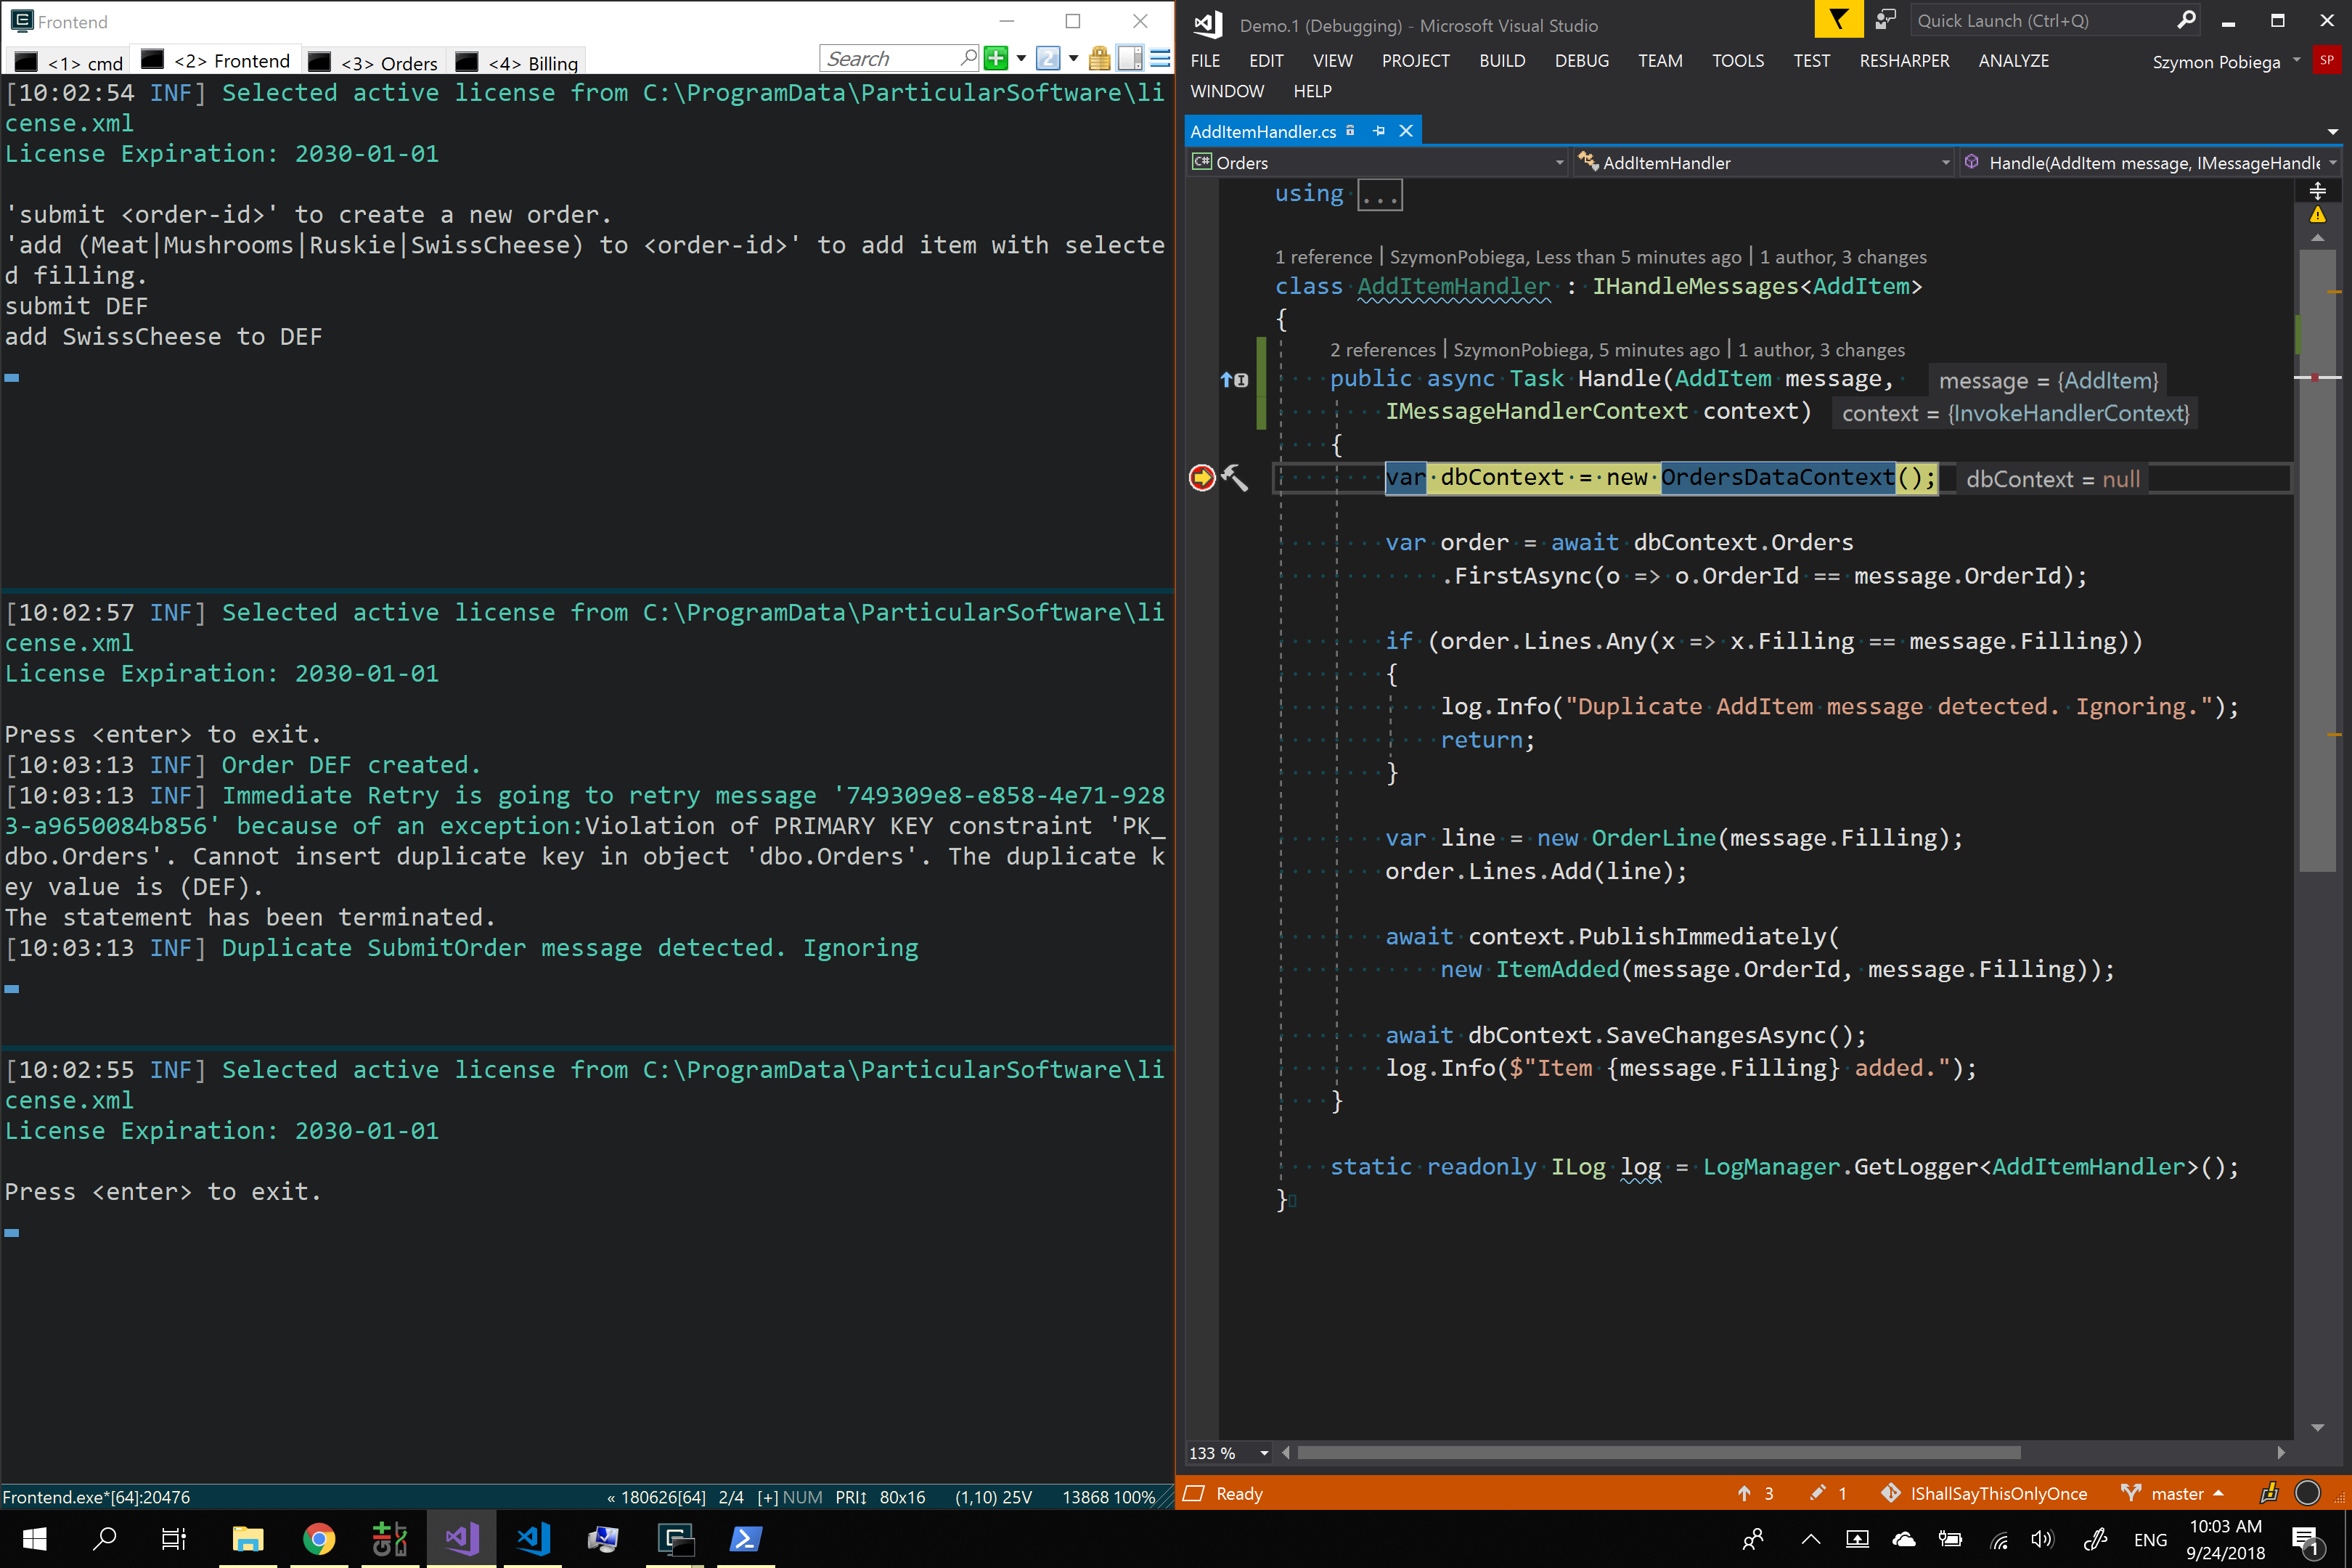 Frontend
<1> cmd
<2> Frontend
<3> Orders
<4> Billing
Search
2
[10:02:54 INF] Selected active license from C:\ProgramData\ParticularSoftware\li
cense.xml
License Expiration: 2030-01-01
'submit <order-id>' to create a new order.
'add (Meat|Mushrooms|Ruskie|SwissCheese) to <order-id>' to add item with selecte
d filling.
submit DEF
add SwissCheese to DEF
[10:02:57 INF] Selected active license from C:\ProgramData\ParticularSoftware\li
cense.xml
License Expiration: 2030-01-01
Press <enter> to exit.
[10:03:13 INF] Order DEF created.
[10:03:13 INF] Immediate Retry is going to retry message '749309e8-e858-4e71-928
3-a9650084b856' because of an exception:Violation of PRIMARY KEY constraint 'PK_
dbo.Orders'. Cannot insert duplicate key in object 'dbo.Orders'. The duplicate k
ey value is (DEF).
The statement has been terminated.
[10:03:13 INF] Duplicate SubmitOrder message detected. Ignoring
[10:02:55 INF] Selected active license from C:\ProgramData\ParticularSoftware\li
cense.xml
License Expiration: 2030-01-01
Press <enter> to exit.
Frontend.exe*[64]:20476
« 180626[64] 2/4 [+] NUM PRI↕ 80x16 (1,10) 25V 13868 100%
Demo.1 (Debugging) - Microsoft Visual Studio
Quick Launch (Ctrl+Q)
FILE EDIT VIEW PROJECT BUILD DEBUG TEAM TOOLS TEST RESHARPER ANALYZE
Szymon Pobiega
SP
WINDOW HELP
AddItemHandler.cs
C# Orders
AddItemHandler
Handle(AddItem message, IMessageHandle
using ...
1 reference | SzymonPobiega, Less than 5 minutes ago | 1 author, 3 changes
class AddItemHandler : IHandleMessages<AddItem>
{
2 references | SzymonPobiega, 5 minutes ago | 1 author, 3 changes
public async Task Handle(AddItem message, message = {AddItem}
IMessageHandlerContext context) context = {InvokeHandlerContext}
{
var dbContext = new OrdersDataContext(); dbContext = null
var order = await dbContext.Orders
.FirstAsync(o => o.OrderId == message.OrderId);
if (order.Lines.Any(x => x.Filling == message.Filling))
{
log.Info("Duplicate AddItem message detected. Ignoring.");
return;
}
var line = new OrderLine(message.Filling);
order.Lines.Add(line);
await context.PublishImmediately(
new ItemAdded(message.OrderId, message.Filling));
await dbContext.SaveChangesAsync();
log.Info($"Item {message.Filling} added.");
}
static readonly ILog log = LogManager.GetLogger<AddItemHandler>();
}
133 %
Ready
3
1
IShallSayThisOnlyOnce
master
ENG
10:03 AM
9/24/2018
1